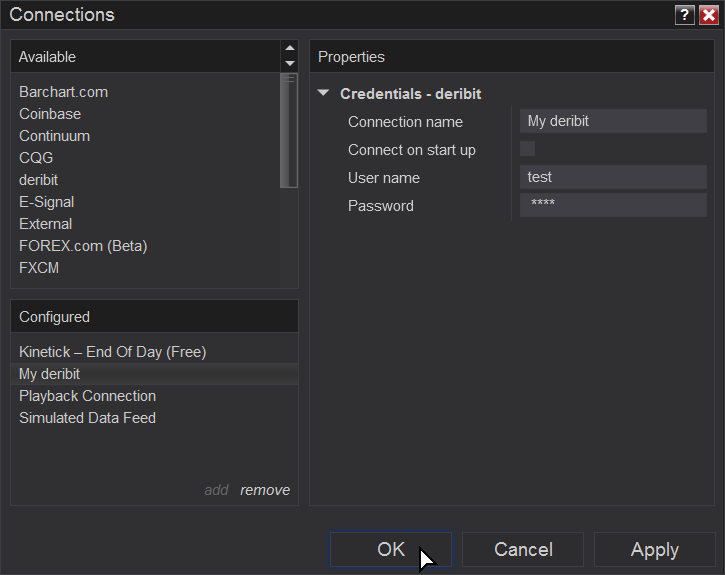 Connections
?
Available
Barchart.com
Coinbase
Continuum
CQG
deribit
E-Signal
External
FOREX.com (Beta)
FXCM
Configured
Kinetick – End Of Day (Free)
My deribit
Playback Connection
Simulated Data Feed
add remove
Properties
Credentials - deribit
Connection name My deribit
Connect on start up
User name test
Password ****
OK Cancel Apply